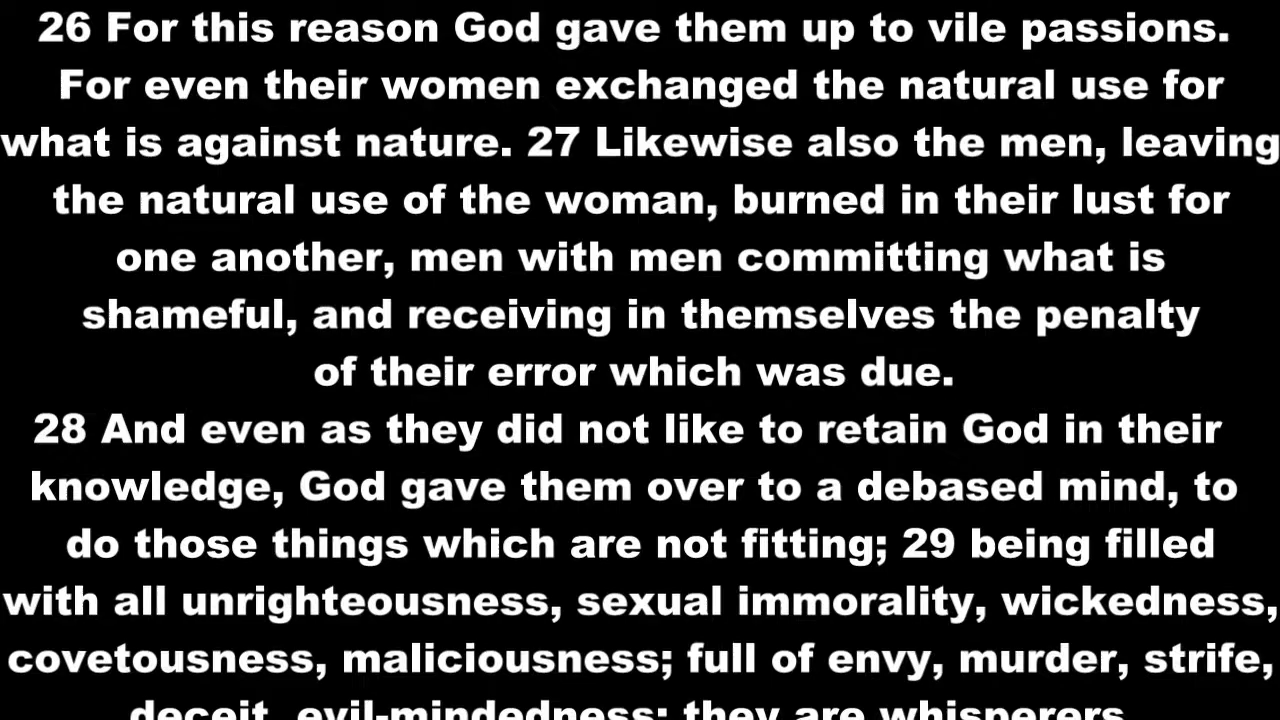 26 For this reason God gave them up to vile passions.
For even their women exchanged the natural use for
what is against nature. 27 Likewise also the men, leaving
the natural use of the woman, burned in their lust for
one another, men with men committing what is
shameful, and receiving in themselves the penalty
of their error which was due.
28 And even as they did not like to retain God in their
knowledge, God gave them over to a debased mind, to
do those things which are not fitting; 29 being filled
with all unrighteousness, sexual immorality, wickedness,
covetousness, maliciousness; full of envy, murder, strife,
deceit, evil-mindedness; they are whisperers